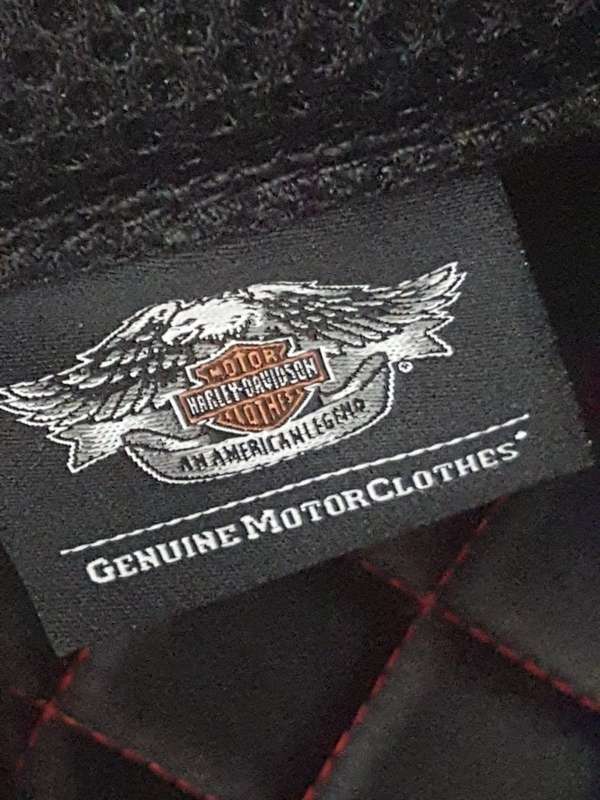 MOTOR
HARLEY-DAVIDSON
CLOTHES
AN AMERICAN LEGEND
®
GENUINE MOTORCLOTHES®